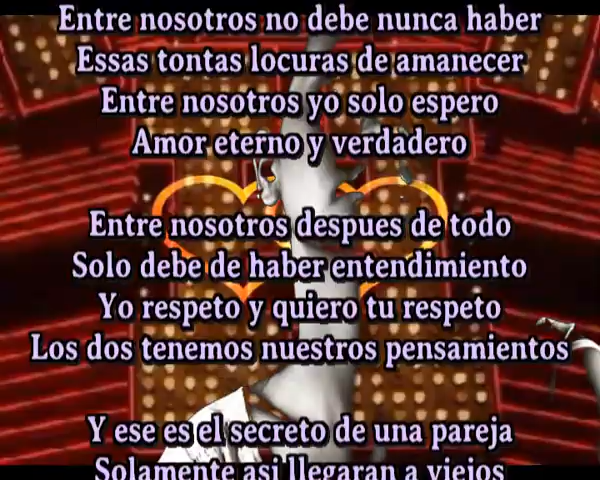 Entre nosotros no debe nunca haber
Essas tontas locuras de amanecer
Entre nosotros yo solo espero
Amor eterno y verdadero
Entre nosotros despues de todo
Solo debe de haber entendimiento
Yo respeto y quiero tu respeto
Los dos tenemos nuestros pensamientos
Y ese es el secreto de una pareja
Solamente asi llegaran a viejos